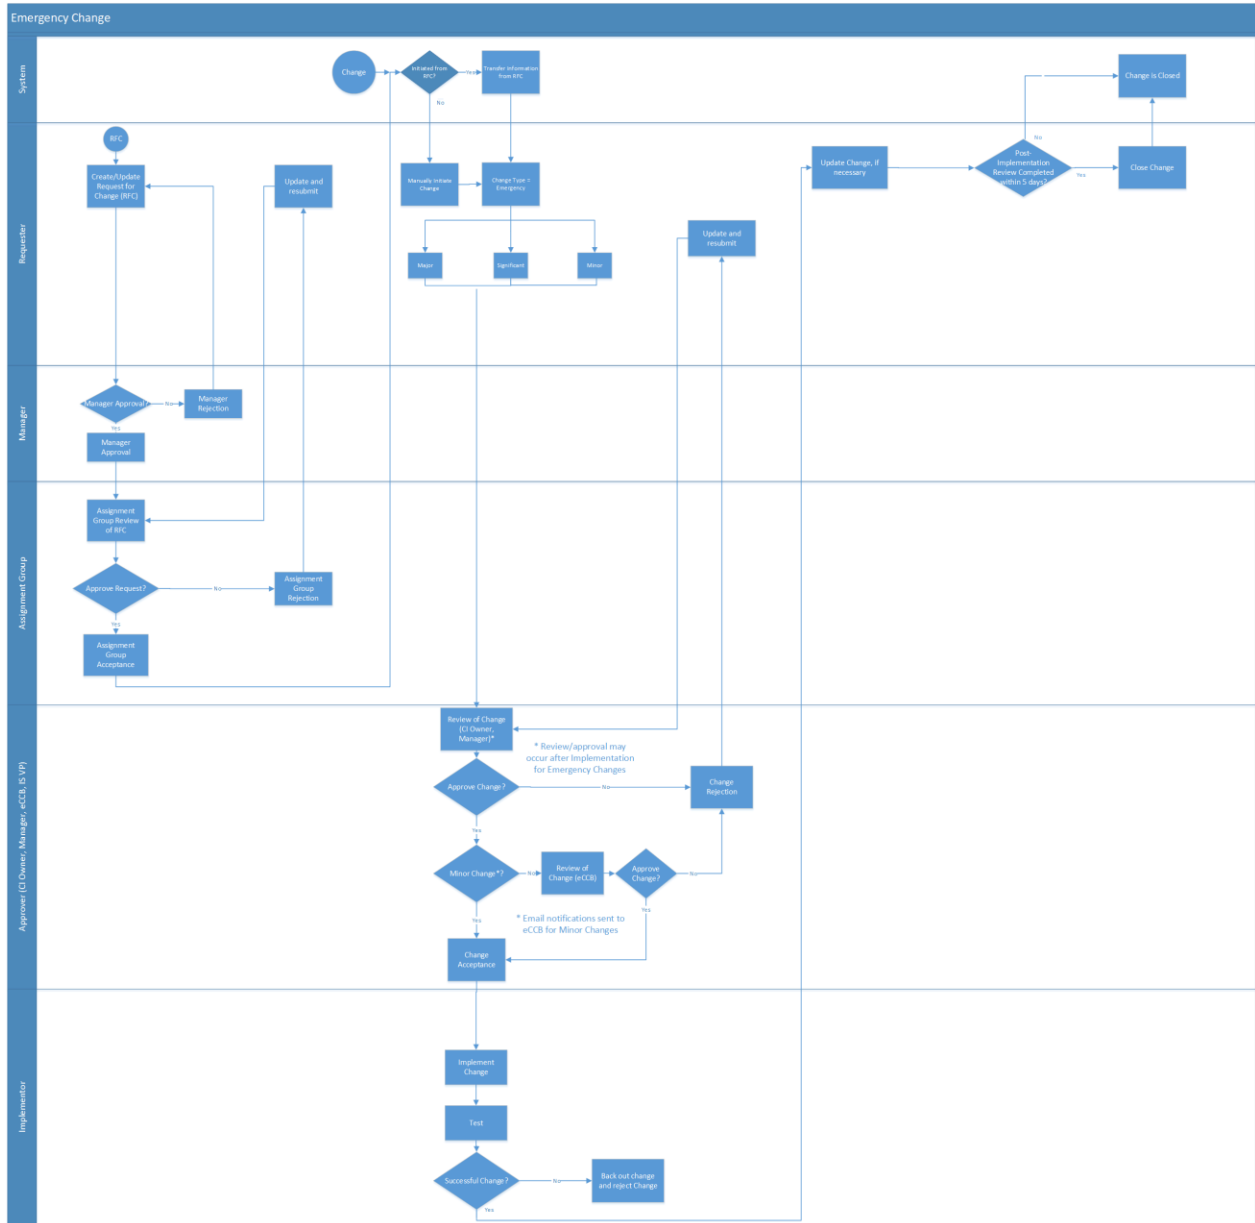 Emergency Change
System
Change
Initiated from
RFC?
Yes
Transfer Information
from RFC
No
Change is Closed
Requester
RFC
Create/Update
Request for
Change (RFC)
Update and
resubmit
Manually Initiate
Change
Change Type =
Emergency
Major
Significant
Minor
Update and
resubmit
Update Change, if
necessary
No
Post-
Implementation
Review Completed
within 5 days?
Yes
Close Change
Manager
Manager Approval?
No
Manager
Rejection
Yes
Manager
Approval
Assignment Group
Assignment
Group Review
of RFC
Approve Request?
No
Assignment
Group
Rejection
Yes
Assignment
Group
Acceptance
Approver (CI Owner, Manager, eCCB, IS VP)
Review of Change
(CI Owner,
Manager)*
* Review/approval may
occur after Implementation
for Emergency Changes
Approve Change?
No
Change
Rejection
Yes
Minor Change*?
No
Review of
Change (eCCB)
Approve
Change?
No
Yes
Yes
* Email notifications sent to
eCCB for Minor Changes
Change
Acceptance
Implementor
Implement
Change
Test
Successful Change?
No
Back out change
and reject Change
Yes